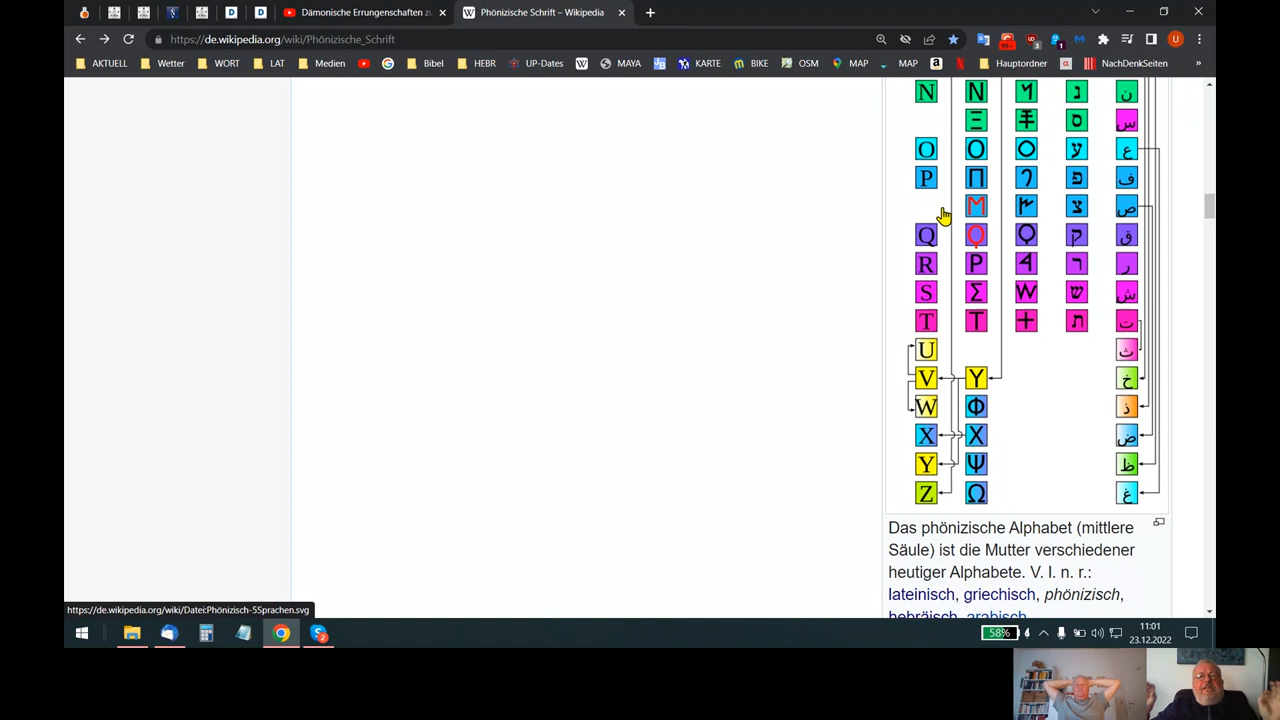 Dämonische Errungenschaften z
Phönizische Schrift – Wikipedia
https://de.wikipedia.org/wiki/Phönizische_Schrift
AKTUELL Wetter WORT LAT Medien Bibel HEBR UP-Dates MAYA KARTE BIKE OSM MAP MAP Hauptordner NachDenkSeiten »
N Ν 𐤍 נ ن
Ξ 𐤎 ס س
O Ο 𐤏 ע ع
P Π 𐤐 פ ف
Ϻ 𐤑 צ ص
Q Ϙ 𐤒 ק ق
R Ρ 𐤓 ר ر
S Σ 𐤔 ש ش
T Τ 𐤕 ת ت
U ث
V Υ خ
W Φ ذ
X Χ ض
Y Ψ ظ
Z Ω غ
Das phönizische Alphabet (mittlere
Säule) ist die Mutter verschiedener
heutiger Alphabete. V. l. n. r.:
lateinisch, griechisch, phönizisch,
hebräisch, arabisch
https://de.wikipedia.org/wiki/Datei:Phönizisch-5Sprachen.svg
58%
11:01
23.12.2022